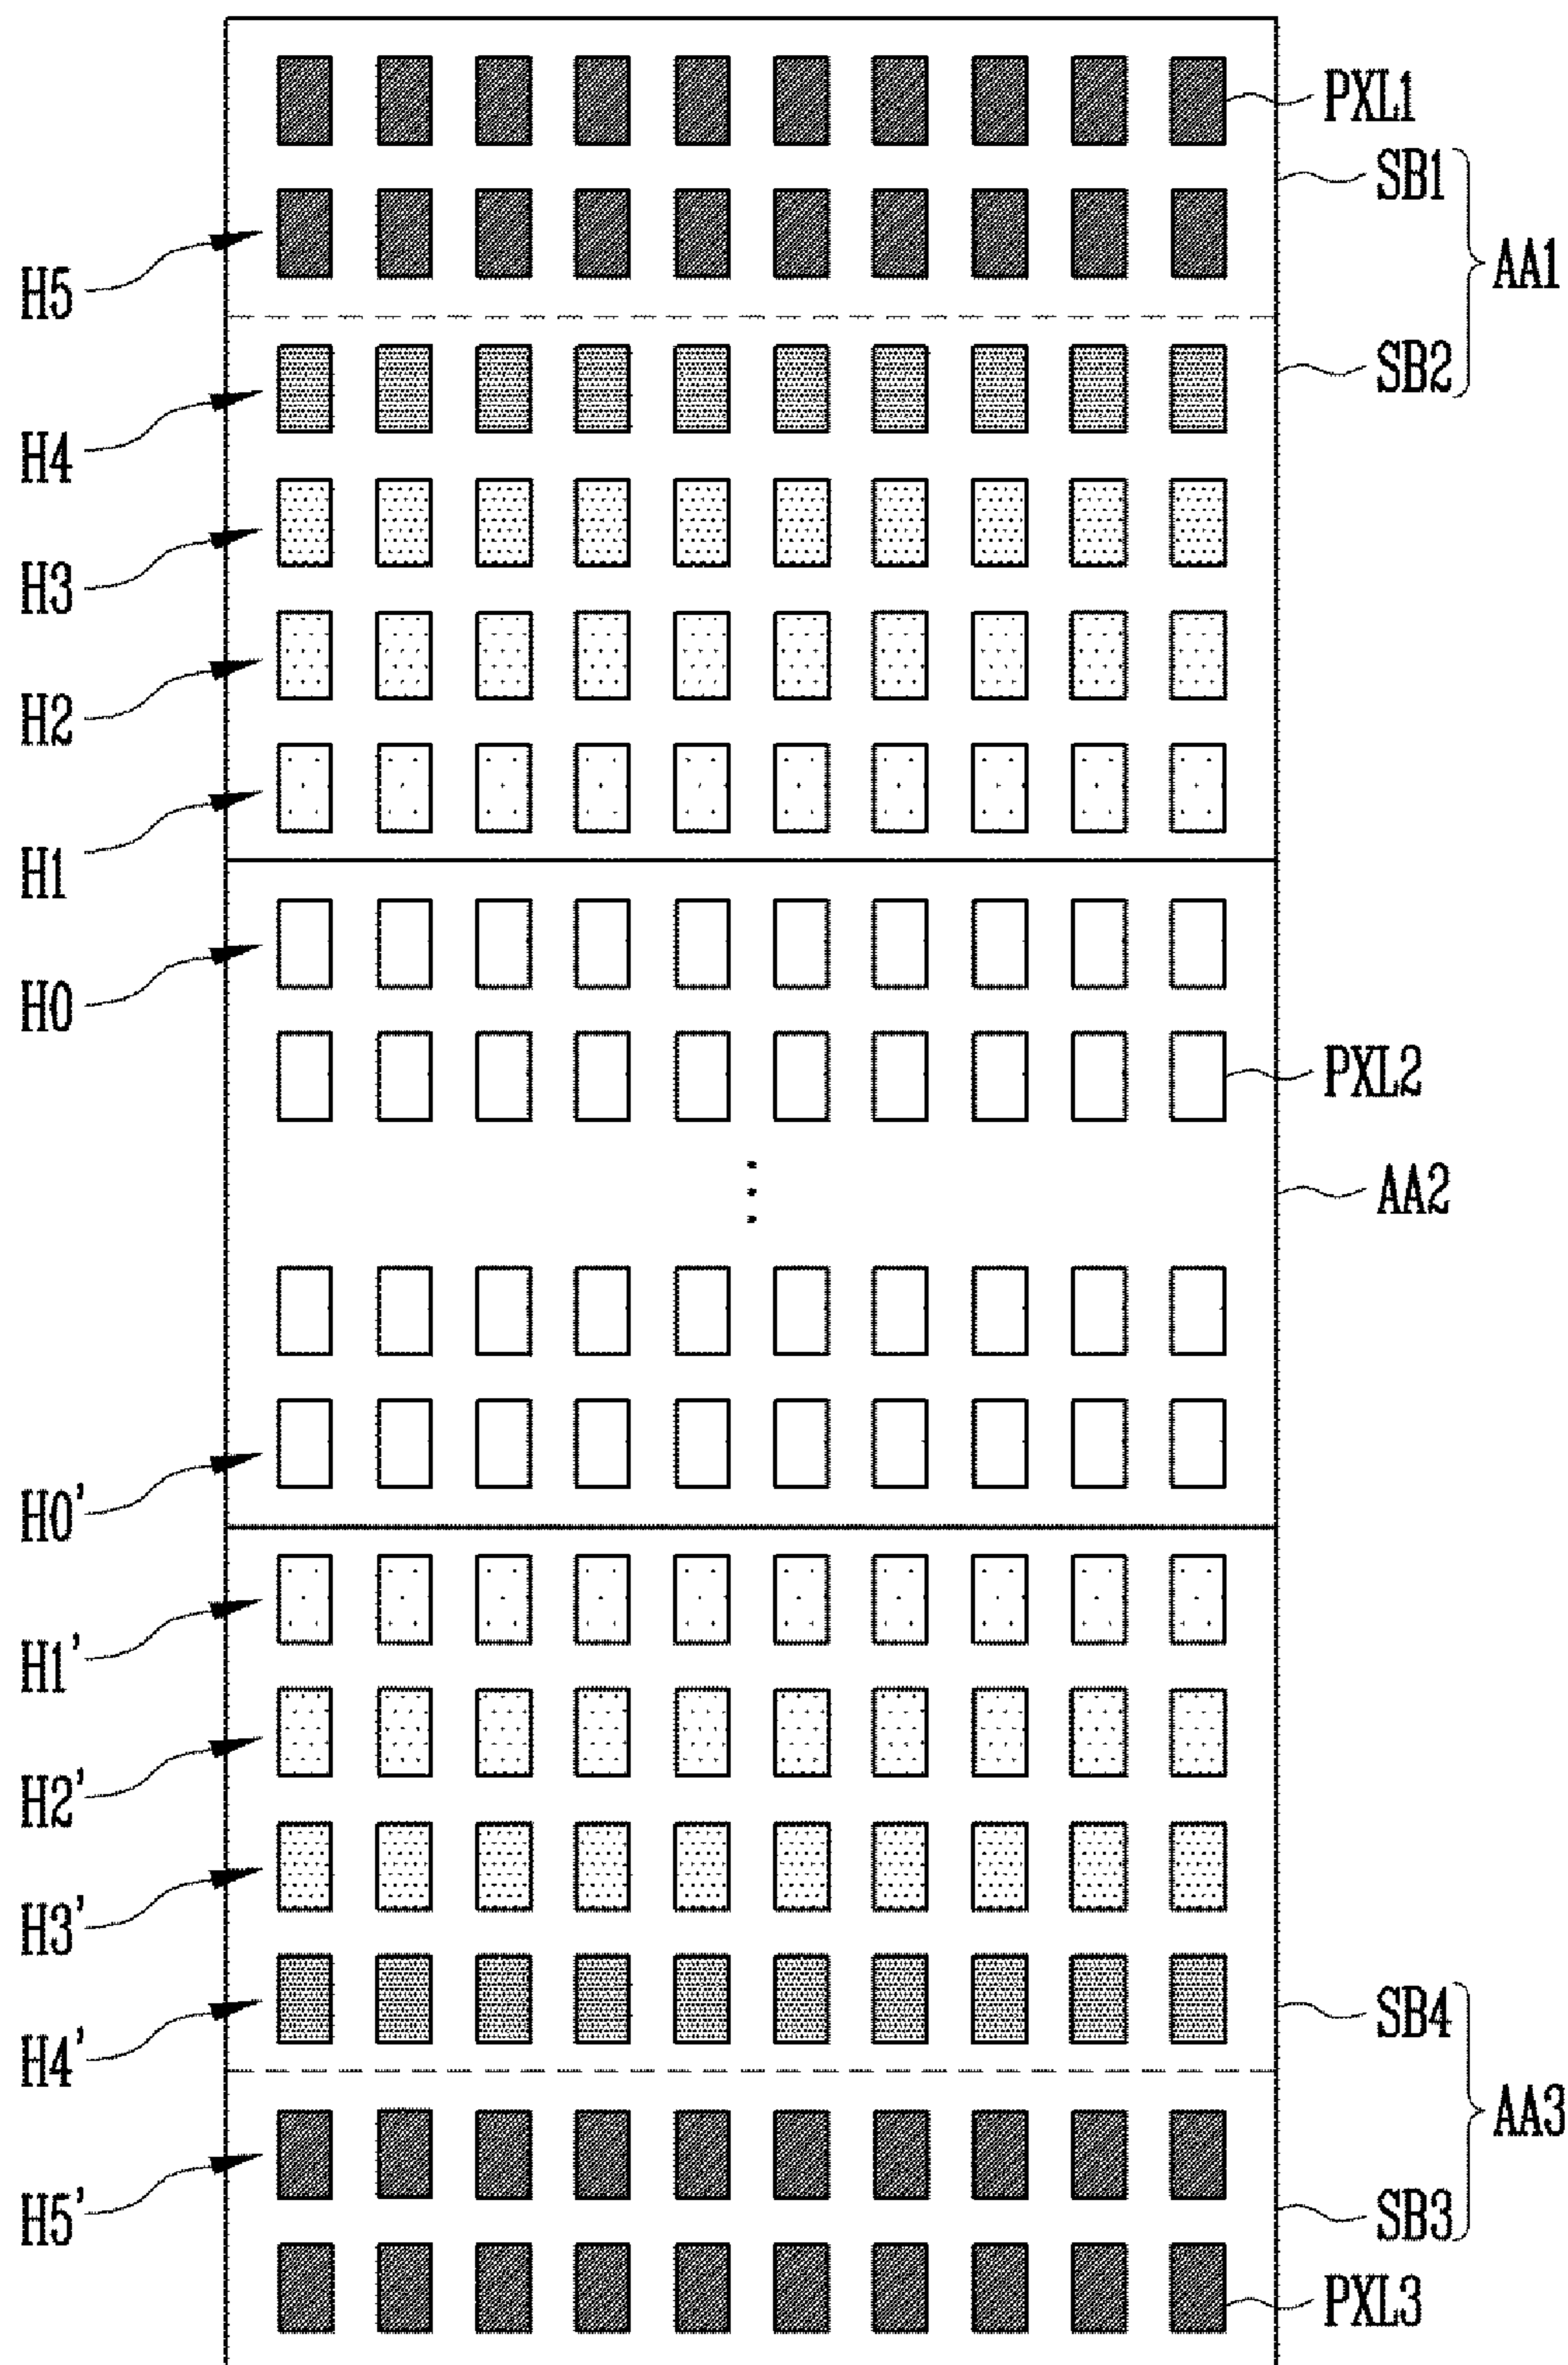 PXL1
SB1
AA1
H5
SB2
H4
H3
H2
H1
H0
PXL2
AA2
H0'
H1'
H2'
H3'
SB4
H4'
AA3
H5'
SB3
PXL3